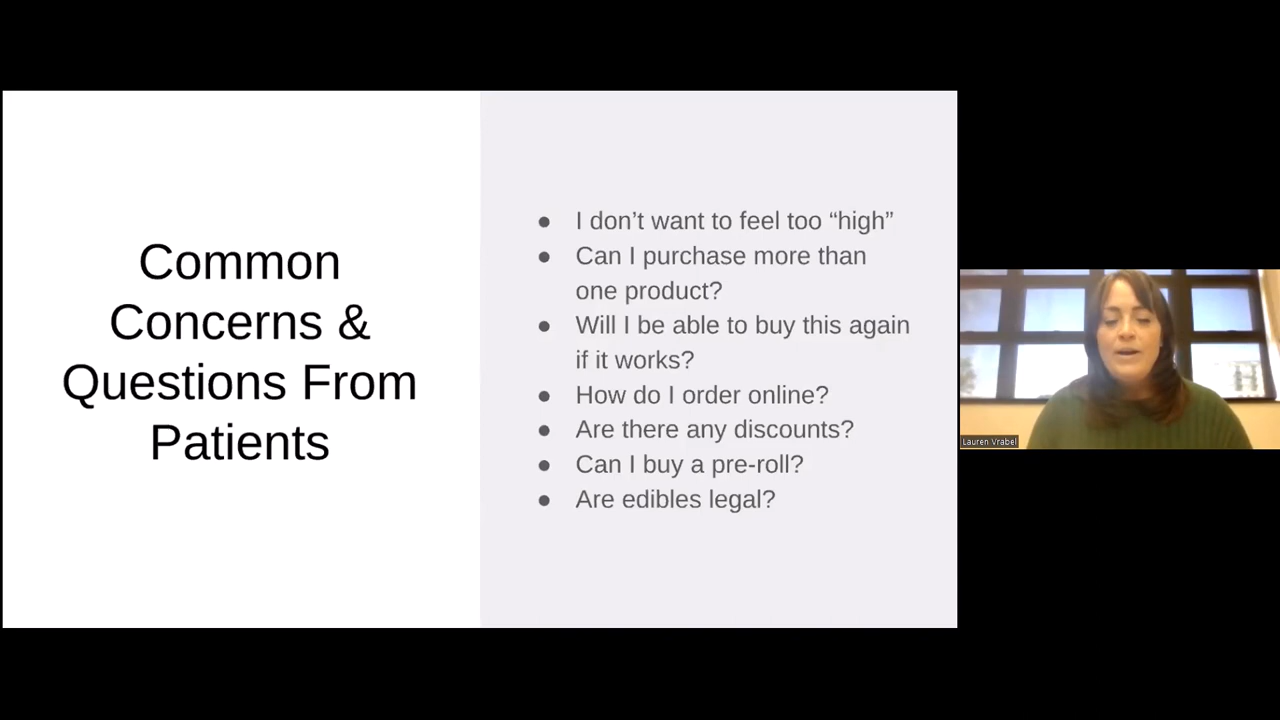 Common
Concerns &
Questions From
Patients
● I don’t want to feel too “high”
● Can I purchase more than
one product?
● Will I be able to buy this again
if it works?
● How do I order online?
● Are there any discounts?
● Can I buy a pre-roll?
● Are edibles legal?
Lauren Vrabel